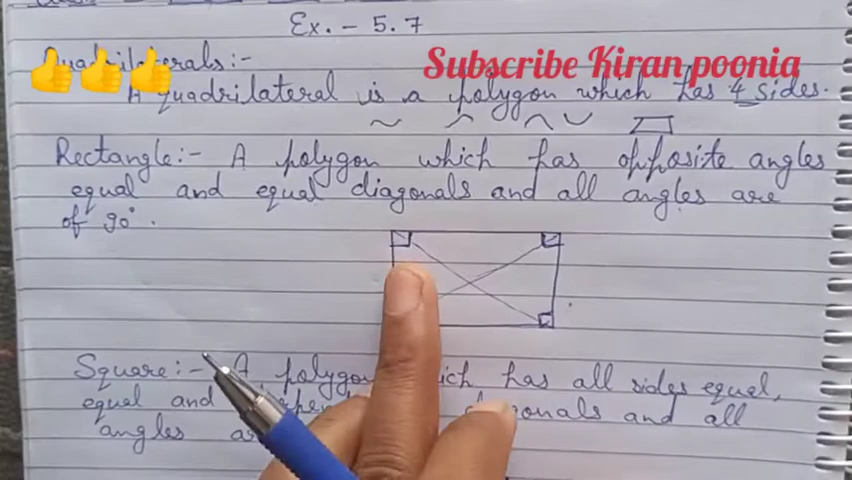 Ex. - 5.7
Quadrilaterals:-
Subscribe Kiran poonia
A quadrilateral is a polygon which has 4 sides.
Rectangle:- A polygon which has opposite angles
equal and equal diagonals and all angles are
of 90°.
Square:- A polygon which has all sides equal,
equal and diagonals and all
angles